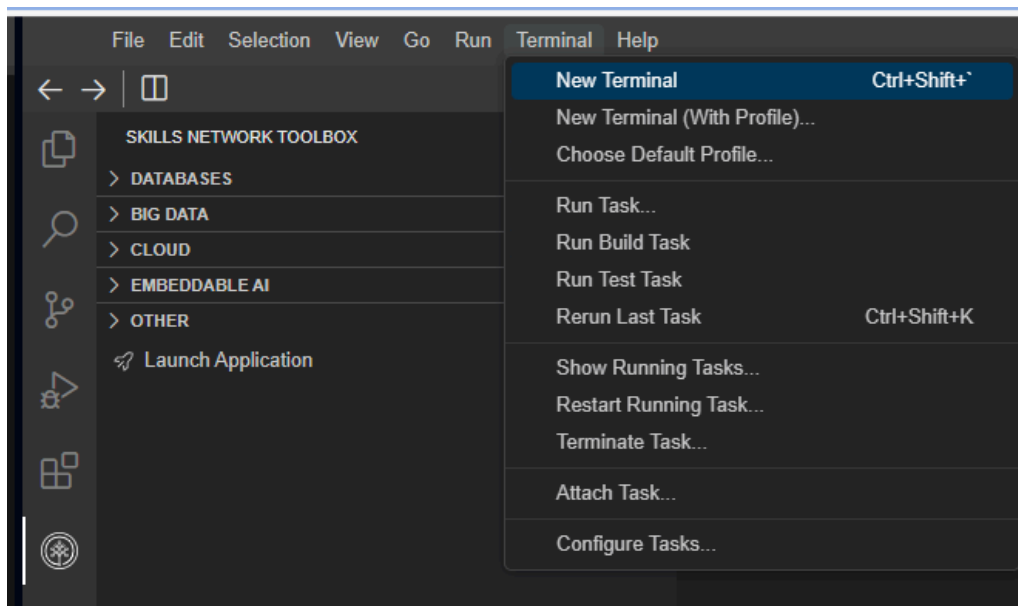 File Edit Selection View Go Run Terminal Help
SKILLS NETWORK TOOLBOX
DATABASES
BIG DATA
CLOUD
EMBEDDABLE AI
OTHER
Launch Application
New Terminal Ctrl+Shift+`
New Terminal (With Profile)...
Choose Default Profile...
Run Task...
Run Build Task
Run Test Task
Rerun Last Task Ctrl+Shift+K
Show Running Tasks...
Restart Running Task...
Terminate Task...
Attach Task...
Configure Tasks...